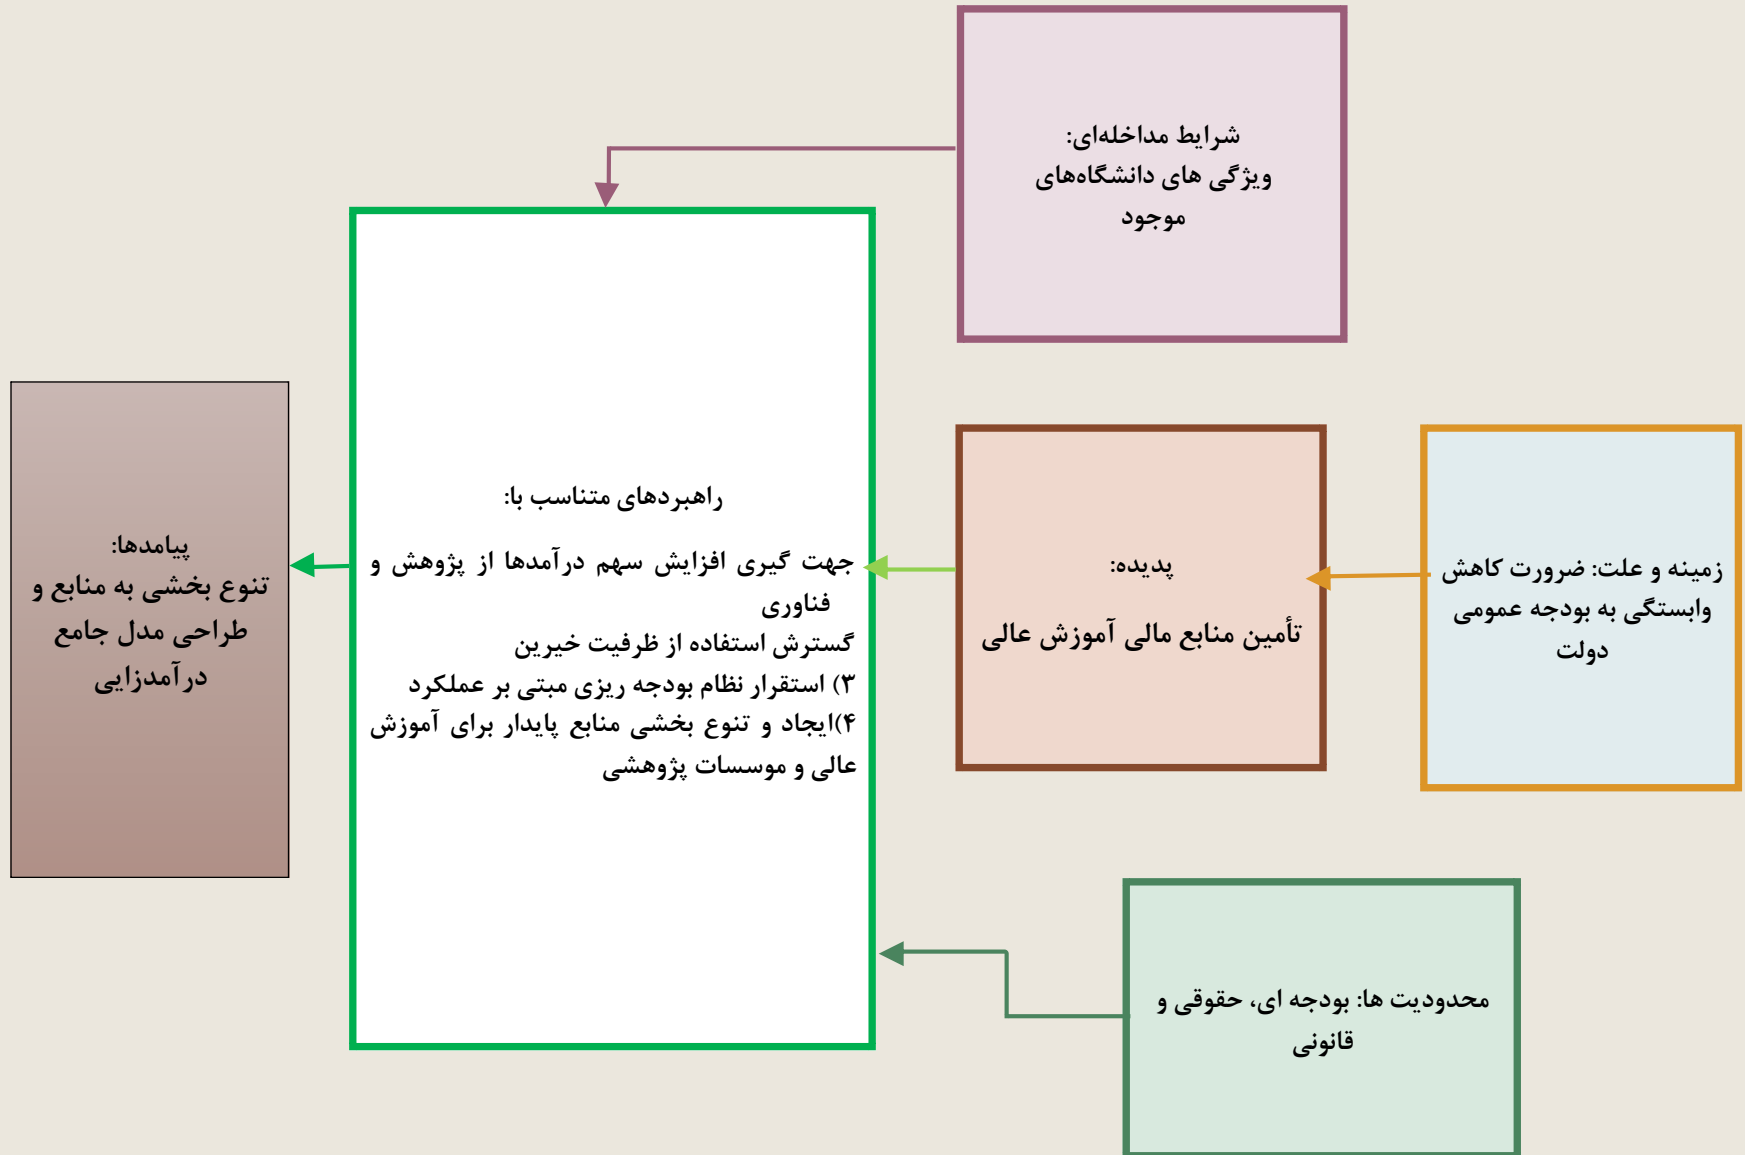 شرایط مداخله‌ای:
ویژگی های دانشگاه‌های
موجود
زمینه و علت: ضرورت کاهش
وابستگی به بودجه عمومی
دولت
پدیده:
تأمین منابع مالی آموزش عالی
راهبردهای متناسب با:
جهت گیری افزایش سهم درآمدها از پژوهش و
فناوری
گسترش استفاده از ظرفیت خیرین
۳) استقرار نظام بودجه ریزی مبتی بر عملکرد
۴)ایجاد و تنوع بخشی منابع پایدار برای آموزش
عالی و موسسات پژوهشی
پیامدها:
تنوع بخشی به منابع و
طراحی مدل جامع
درآمدزایی
محدودیت ها: بودجه ای، حقوقی و
قانونی